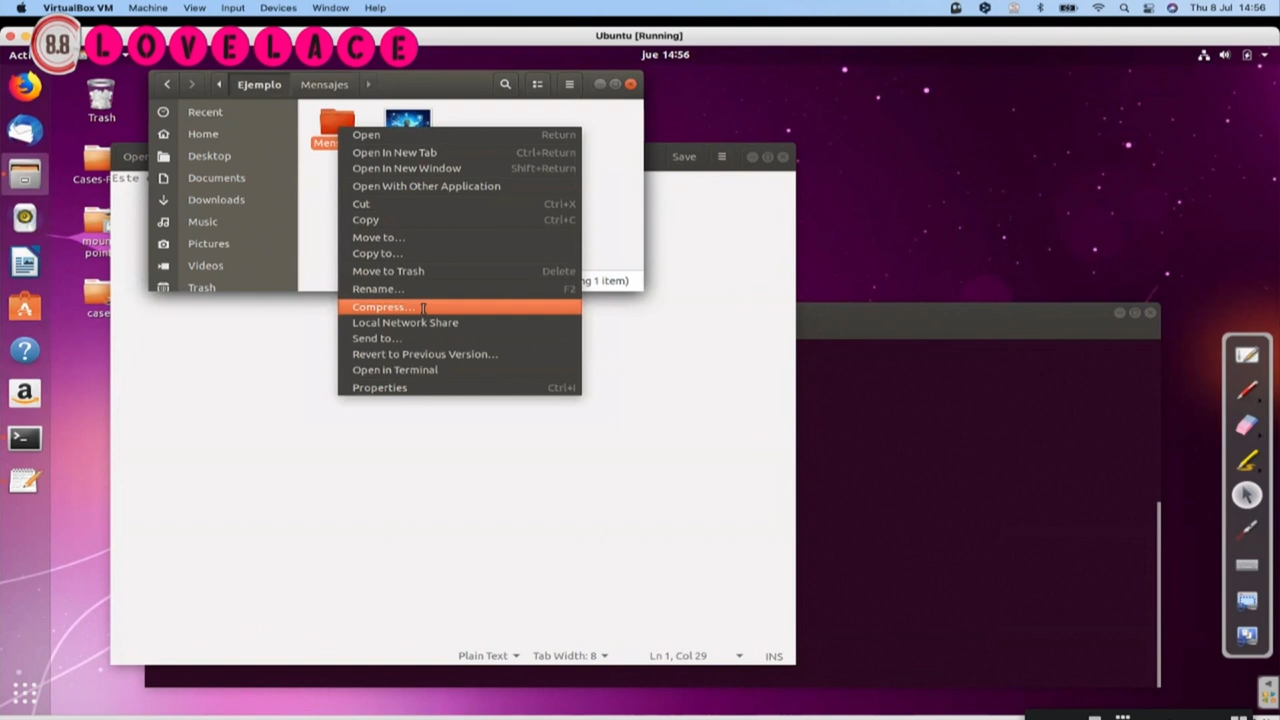 VirtualBox VM Machine View Input Devices Window Help
Thu 8 Jul 14:56
Ubuntu [Running]
8.8 LOVELACE
jue 14:56
Trash
Ejemplo Mensajes
Recent
Home
Desktop
Documents
Downloads
Music
Pictures
Videos
Trash
Open Return
Open In New Tab Ctrl+Return
Open In New Window Shift+Return
Open With Other Application
Cut Ctrl+X
Copy Ctrl+C
Move to…
Copy to…
Move to Trash Delete
Rename… F2
Compress…
Local Network Share
Send to…
Revert to Previous Version…
Open in Terminal
Properties Ctrl+I
1 item)
Save
Este
Plain Text Tab Width: 8 Ln 1, Col 29 INS